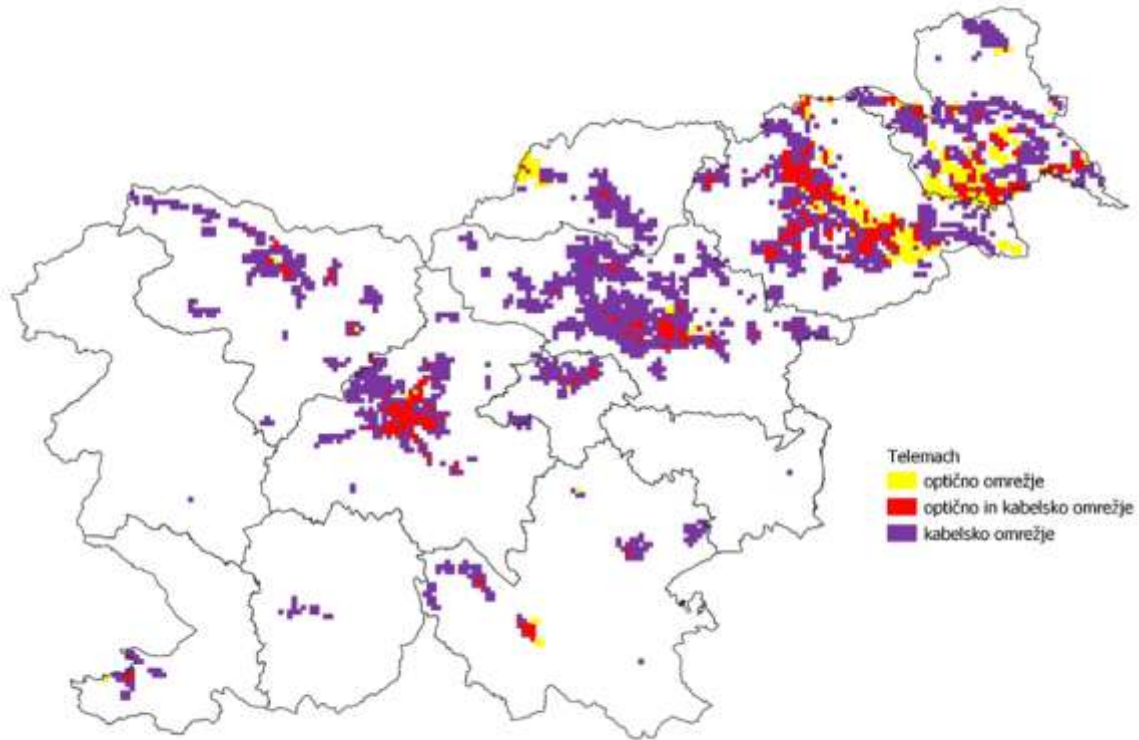 Telemach
optično omrežje
optično in kabelsko omrežje
kabelsko omrežje